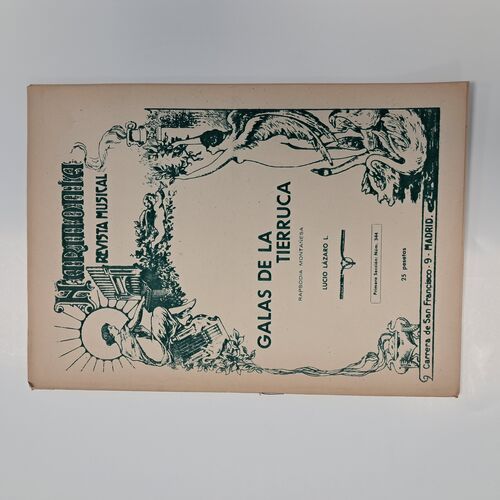 Harmonia
REVISTA MUSICAL
GALAS DE LA
TIERRUCA
RAPSODIA MONTAÑESA
LUCIO LÁZARO L.
Primera Sección: Núm. 344
25 pesetas
Carrera de San Francisco · 9 · MADRID.